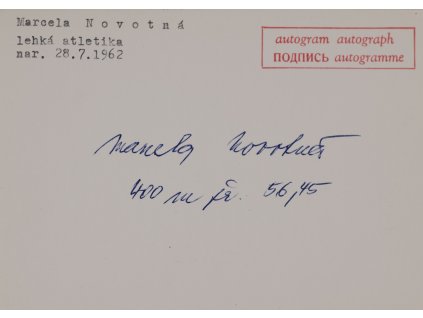 Marcela Novotná
lehká atletika
nar. 28.7.1962
autogram autograph
ПОДПИСЬ autogramme
Marcela Novotná
400 m př. 56,45